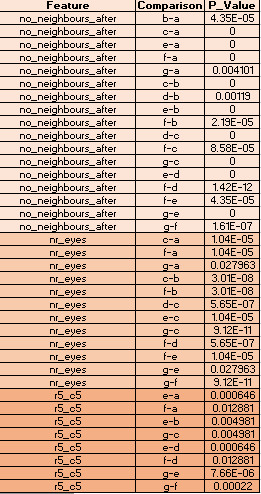 Feature Comparison P_Value
no_neighbours_after b-a 4.35E-05
no_neighbours_after c-a 0
no_neighbours_after e-a 0
no_neighbours_after f-a 0
no_neighbours_after g-a 0.004101
no_neighbours_after c-b 0
no_neighbours_after d-b 0.00119
no_neighbours_after e-b 0
no_neighbours_after f-b 2.19E-05
no_neighbours_after d-c 0
no_neighbours_after f-c 8.58E-05
no_neighbours_after g-c 0
no_neighbours_after e-d 0
no_neighbours_after f-d 1.42E-12
no_neighbours_after f-e 4.35E-05
no_neighbours_after g-e 0
no_neighbours_after g-f 1.61E-07
nr_eyes c-a 1.04E-05
nr_eyes f-a 1.04E-05
nr_eyes g-a 0.027963
nr_eyes c-b 3.01E-08
nr_eyes f-b 3.01E-08
nr_eyes d-c 5.65E-07
nr_eyes e-c 1.04E-05
nr_eyes g-c 9.12E-11
nr_eyes f-d 5.65E-07
nr_eyes f-e 1.04E-05
nr_eyes g-e 0.027963
nr_eyes g-f 9.12E-11
r5_c5 e-a 0.000646
r5_c5 f-a 0.012881
r5_c5 e-b 0.004981
r5_c5 g-c 0.004981
r5_c5 e-d 0.000646
r5_c5 f-d 0.012881
r5_c5 g-e 7.66E-06
r5_c5 g-f 0.00022